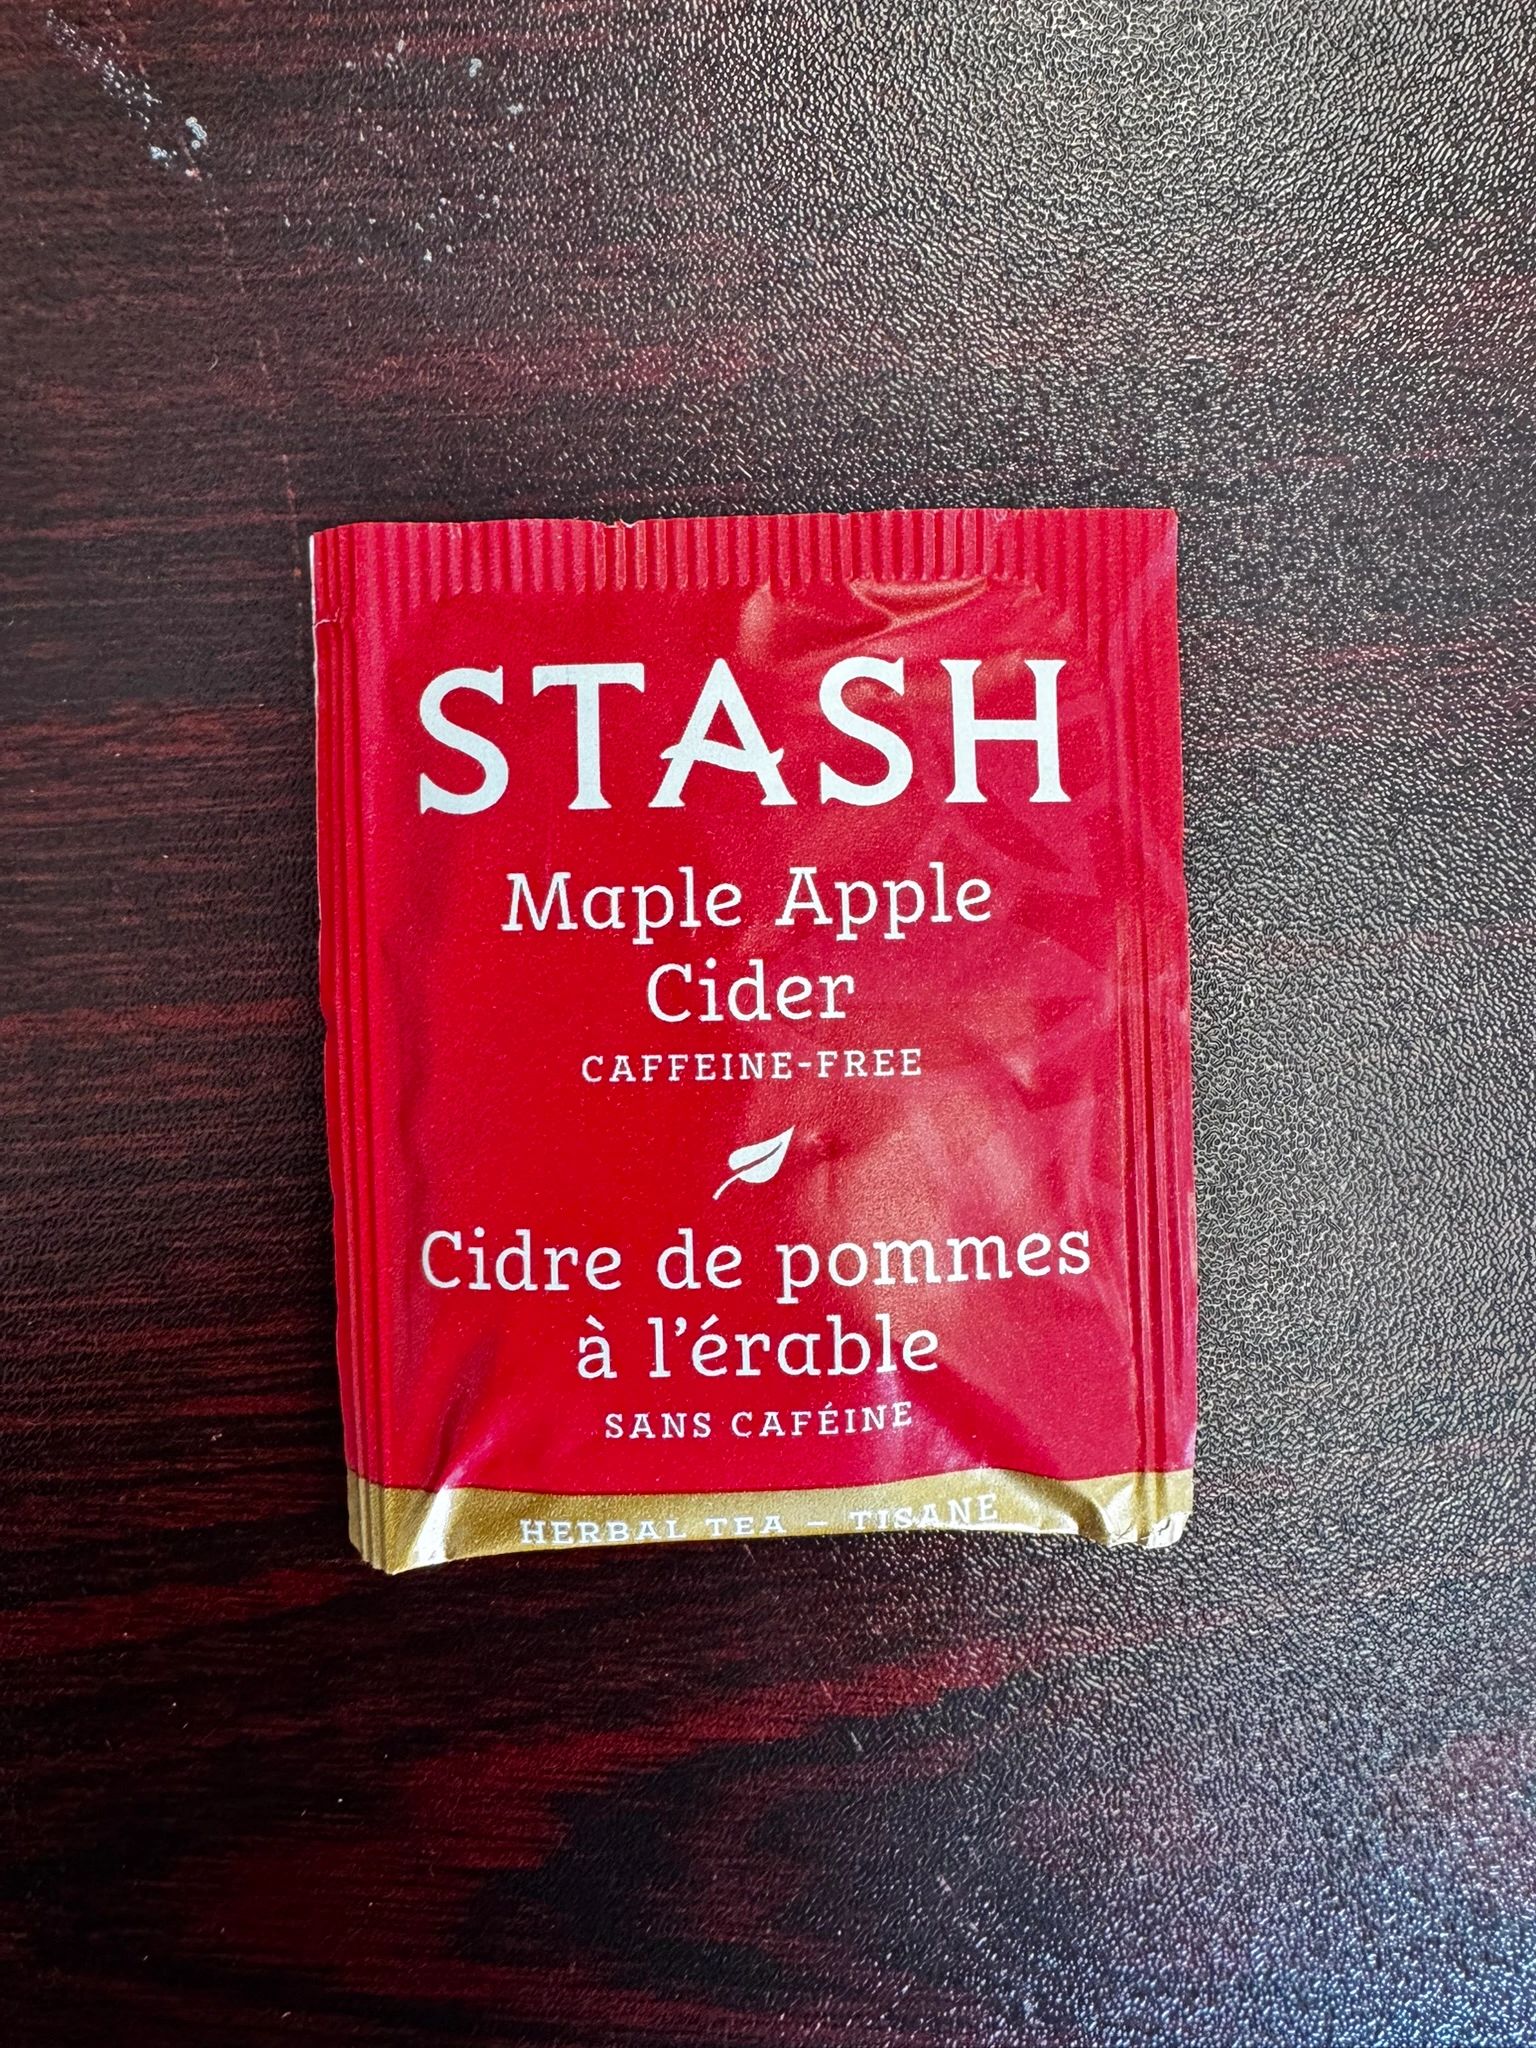 STASH
Maple Apple
Cider
CAFFEINE-FREE
Cidre de pommes
à l’érable
SANS CAFÉINE
HERBAL TEA – TISANE